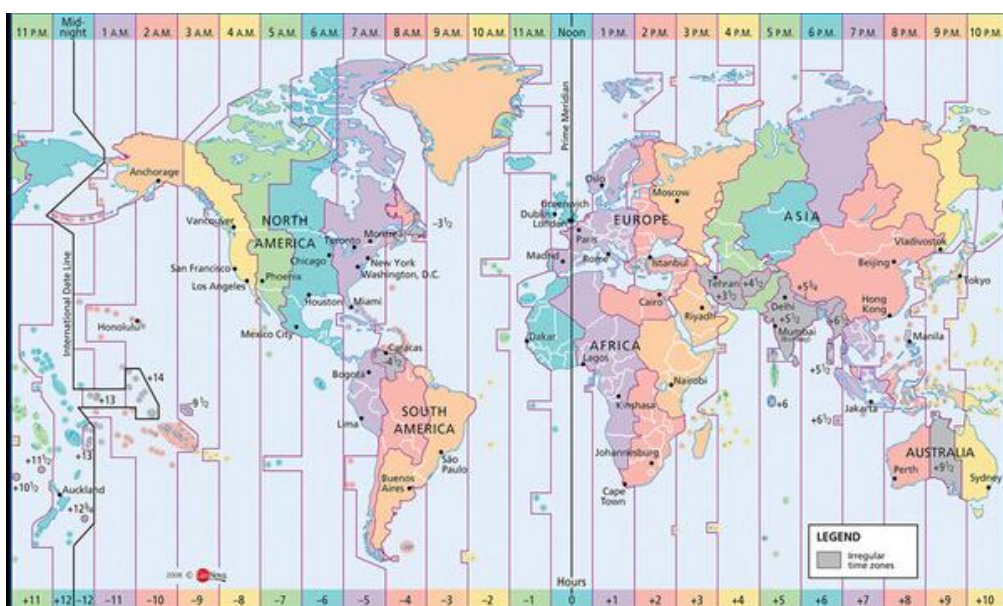 11 P.M. Mid-night 1 A.M. 2 A.M. 3 A.M. 4 A.M. 5 A.M. 6 A.M. 7 A.M. 8 A.M. 9 A.M. 10 A.M. 11 A.M. Noon 1 P.M. 2 P.M. 3 P.M. 4 P.M. 5 P.M. 6 P.M. 7 P.M. 8 P.M. 9 P.M. 10 P.M.
Prime Meridian
Anchorage
Oslo
Moscow
Vancouver
NORTH
AMERICA
-3½
Greenwich
Dublin
London
EUROPE
ASIA
Toronto
Montreal
Paris
Vladivostok
Chicago
New York
Washington, D.C.
Madrid
Rome
Istanbul
Beijing
San Francisco
Los Angeles
Phoenix
Tehran
+3½
+4½
+5¾
Tokyo
International Date Line
Houston
Miami
Cairo
Riyadh
Delhi
+5½
Mumbai
Hong
Kong
Honolulu
Mexico City
Dakar
AFRICA
+6½
Manila
Caracas
-4½
Lagos
+14
+13
Bogota
Nairobi
+5½
-9½
Kinshasa
+6
Jakarta
Lima
SOUTH
AMERICA
+6½
+13
Johannesburg
AUSTRALIA
+11½
São
Paulo
+9½
+10½
Auckland
Buenos
Aires
Perth
Sydney
+12¾
Cape
Town
LEGEND
Irregular
time zones
2008 ©
Hours
+11 +12 -12 -11 -10 -9 -8 -7 -6 -5 -4 -3 -2 -1 0 +1 +2 +3 +4 +5 +6 +7 +8 +9 +10